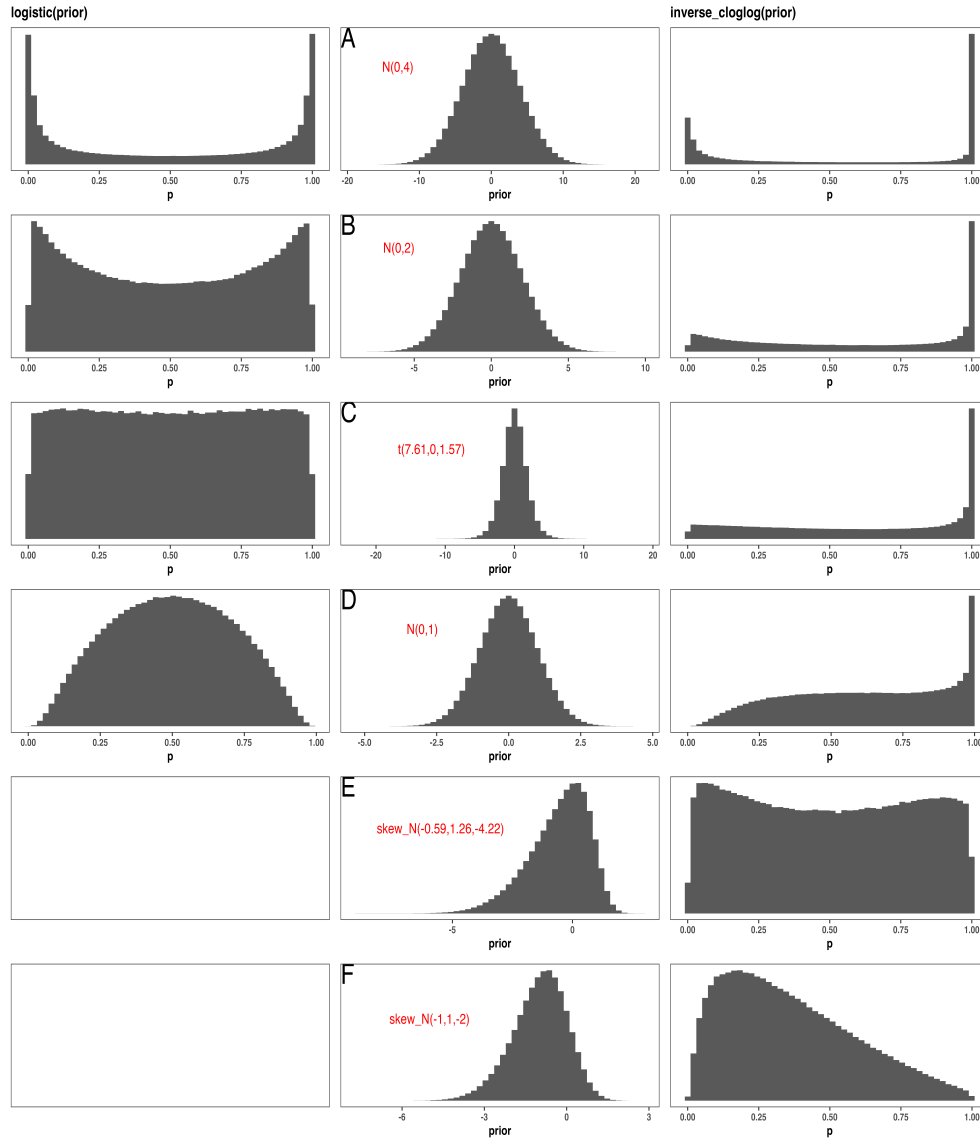 logistic(prior)
inverse_cloglog(prior)
A
N(0,4)
0.00 0.25 0.50 0.75 1.00
p
-20 -10 0 10 20
prior
0.00 0.25 0.50 0.75 1.00
p
B
N(0,2)
0.00 0.25 0.50 0.75 1.00
p
-5 0 5 10
prior
0.00 0.25 0.50 0.75 1.00
p
C
t(7.61,0,1.57)
0.00 0.25 0.50 0.75 1.00
p
-20 -10 0 10 20
prior
0.00 0.25 0.50 0.75 1.00
p
D
N(0,1)
0.00 0.25 0.50 0.75 1.00
p
-5.0 -2.5 0.0 2.5 5.0
prior
0.00 0.25 0.50 0.75 1.00
p
E
skew_N(-0.59,1.26,-4.22)
-5 0
prior
0.00 0.25 0.50 0.75 1.00
p
F
skew_N(-1,1,-2)
-6 -3 0 3
prior
0.00 0.25 0.50 0.75 1.00
p